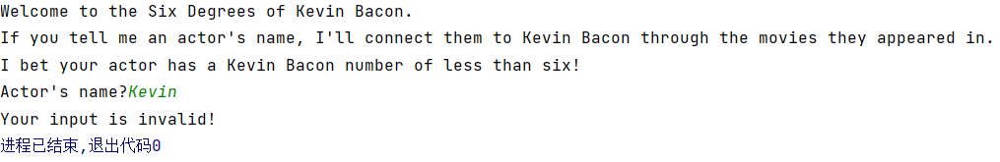 Welcome to the Six Degrees of Kevin Bacon.
If you tell me an actor's name, I'll connect them to Kevin Bacon through the movies they appeared in.
I bet your actor has a Kevin Bacon number of less than six!
Actor's name?Kevin
Your input is invalid!
进程已结束,退出代码0